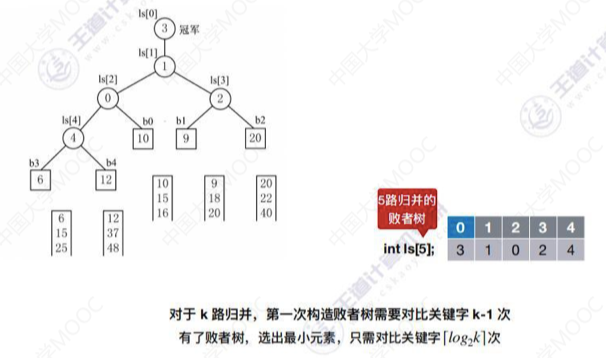 ls[0]
3 冠军
ls[1]
1
ls[2] ls[3]
0 2
ls[4] b0 b1 b2
4 10 9 20
b3 b4
6 12
10 9 20
15 18 22
16 20 40
6 12
15 37
25 48
5路归并的
败者树
0 1 2 3 4
int ls[5]; 3 1 0 2 4
对于 k 路归并，第一次构造败者树需要对比关键字 k-1 次
有了败者树，选出最小元素，只需对比关键字⌈log₂k⌉次
中国大学MOOC
王道计算机